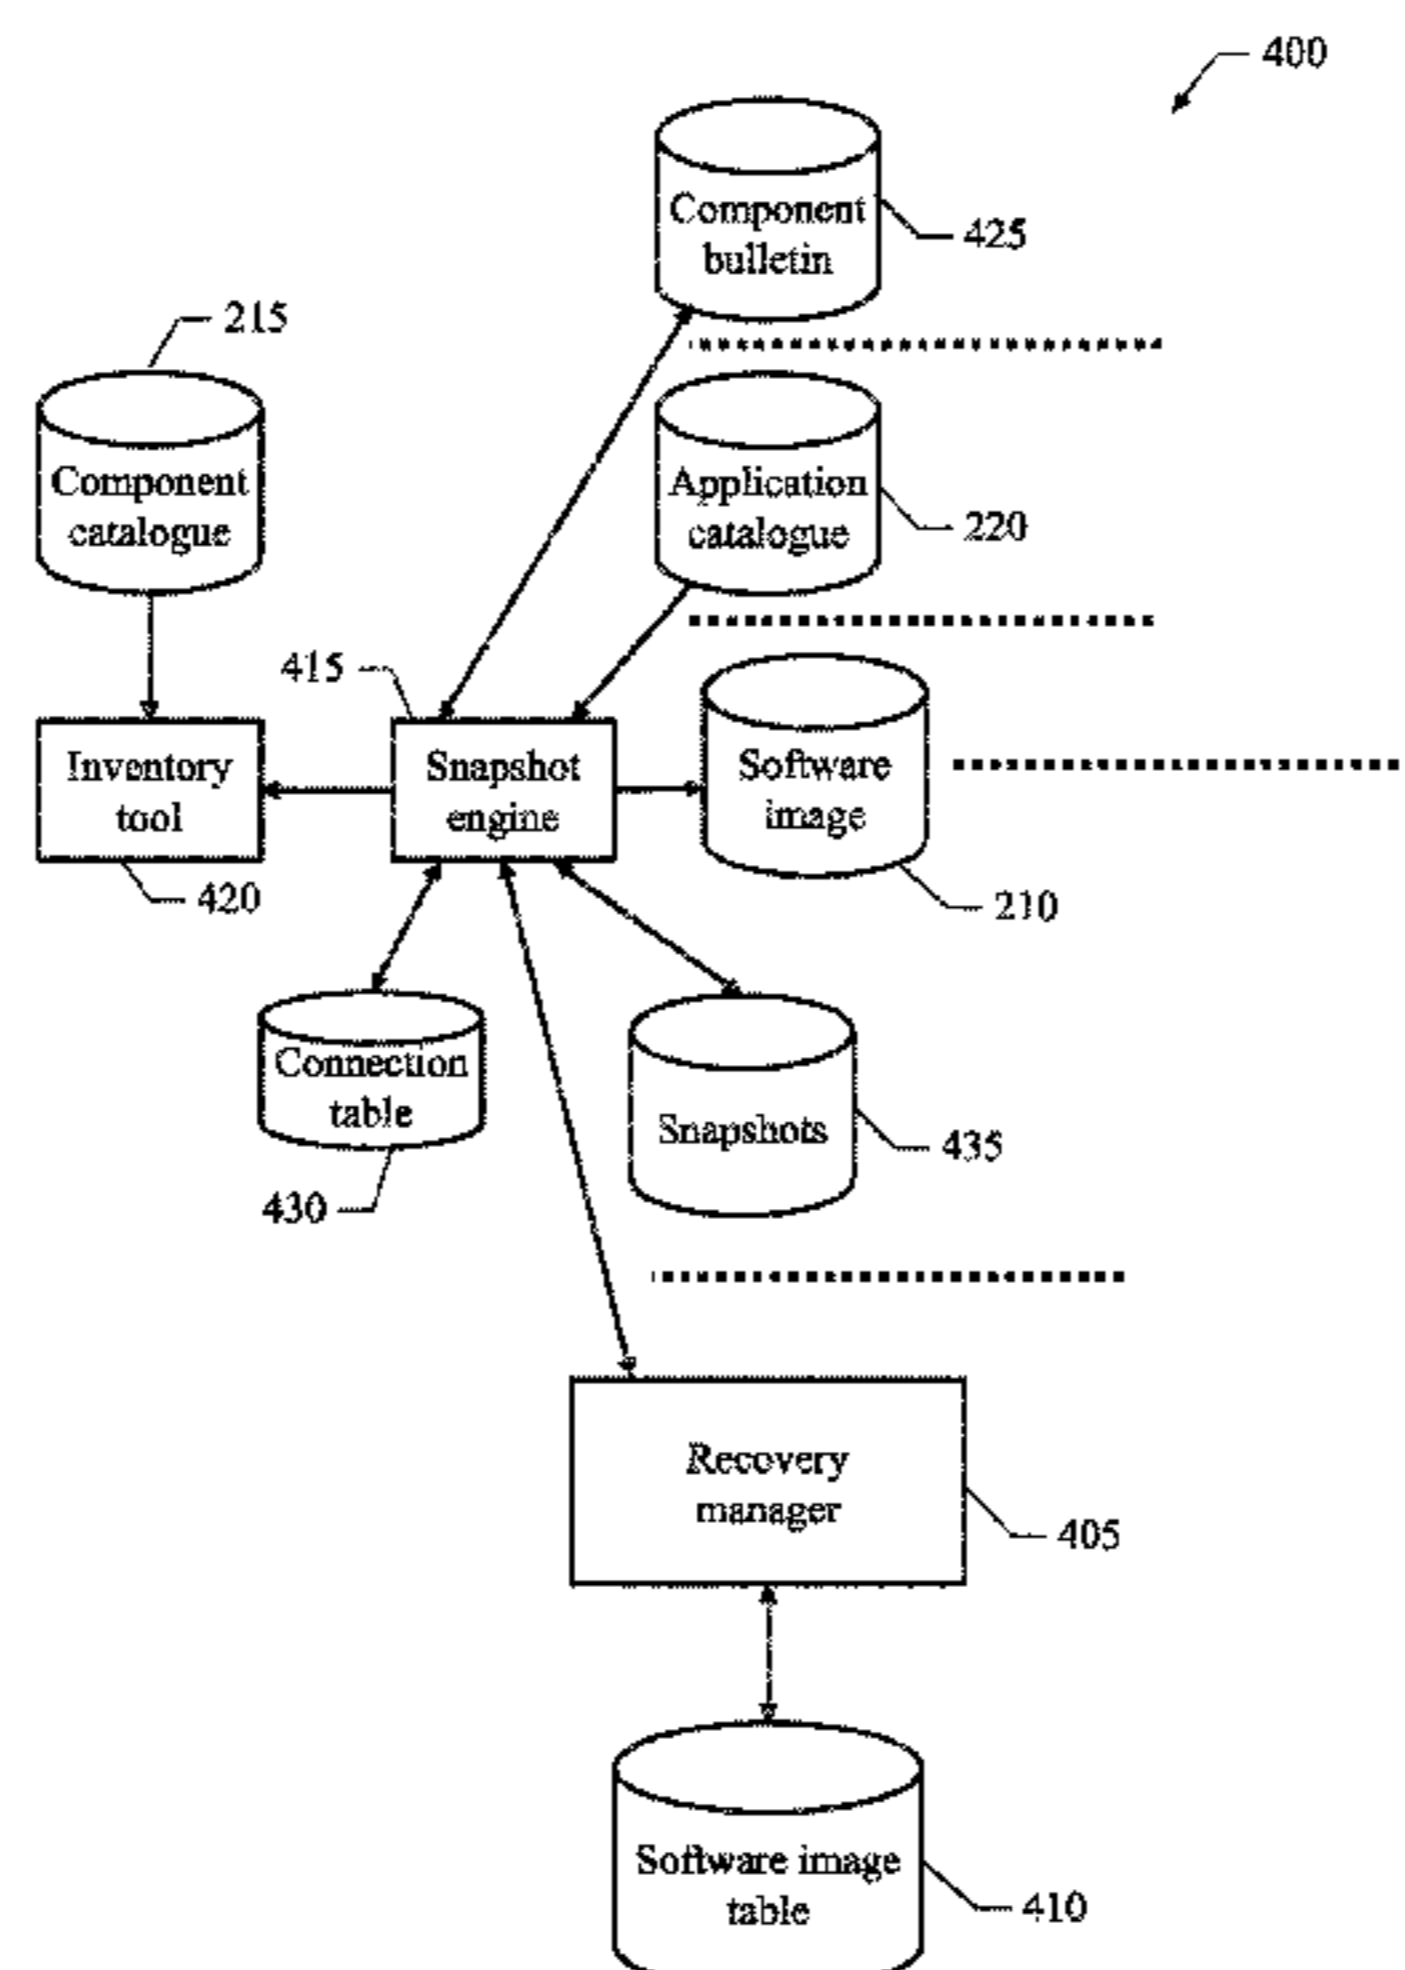 400
Component
bulletin
425
215
Component
catalogue
Application
catalogue
220
415
Inventory
tool
Snapshot
engine
Software
image
420
210
Connection
table
Snapshots
435
430
Recovery
manager
405
Software image
table
410